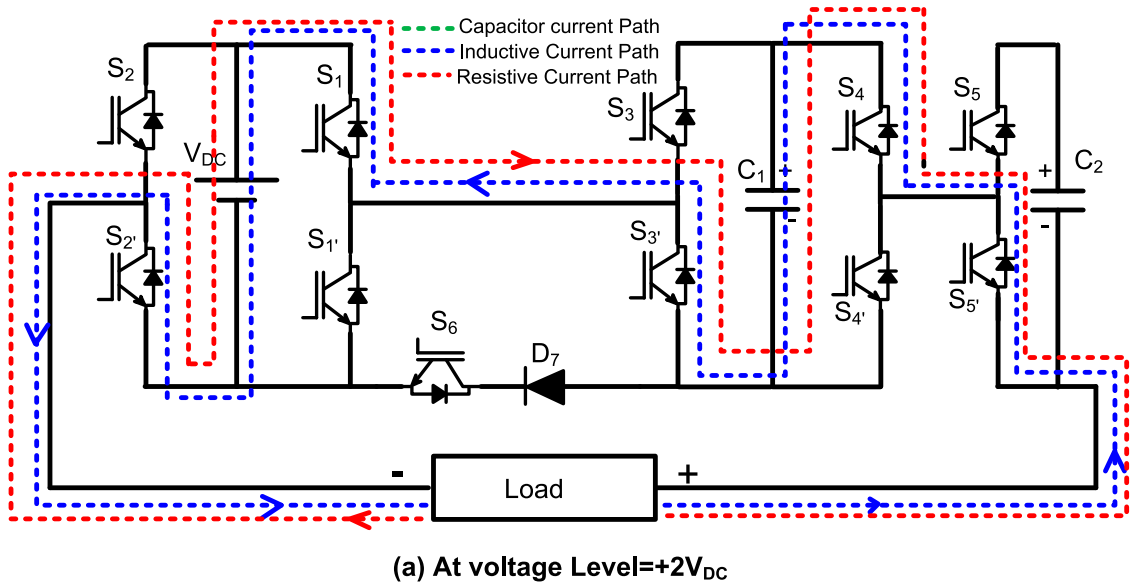 Capacitor current Path
Inductive Current Path
Resistive Current Path
S2
S1
S3
S4
S5
VDC
C1
+
-
C2
+
-
S2'
S1'
S3'
S4'
S5'
S6
D7
-
Load
+
(a) At voltage Level=+2VDC